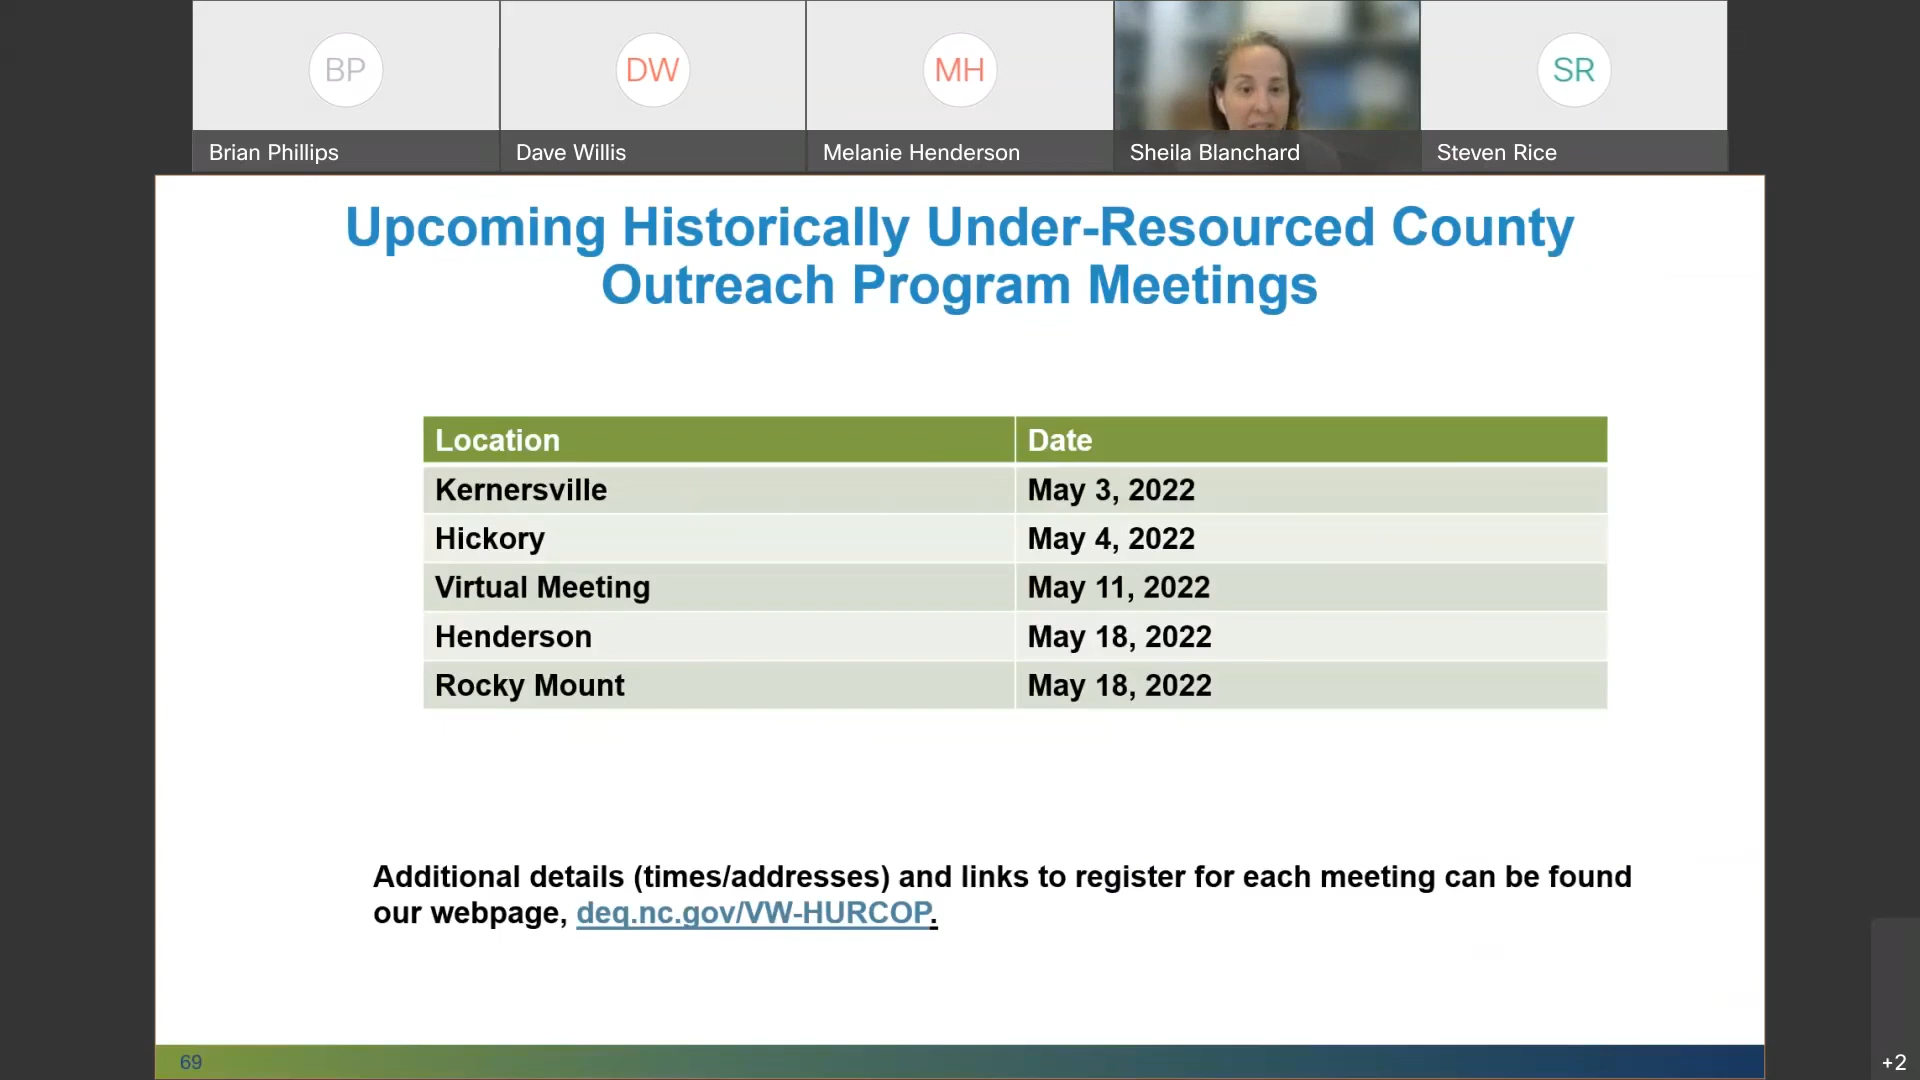 BP
DW
MH
SR
Brian Phillips
Dave Willis
Melanie Henderson
Sheila Blanchard
Steven Rice
Upcoming Historically Under-Resourced County
Outreach Program Meetings
Location Date
Kernersville May 3, 2022
Hickory May 4, 2022
Virtual Meeting May 11, 2022
Henderson May 18, 2022
Rocky Mount May 18, 2022
Additional details (times/addresses) and links to register for each meeting can be found
our webpage, deq.nc.gov/VW-HURCOP.
69
+2